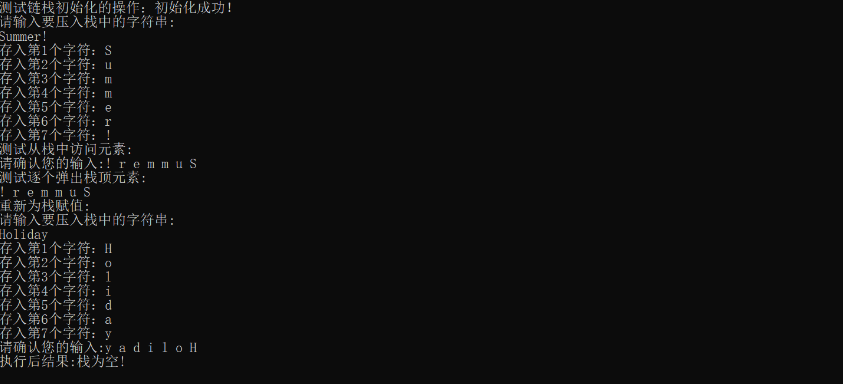 测试链栈初始化的操作: 初始化成功!
请输入要压入栈中的字符串:
Summer!
存入第1个字符: S
存入第2个字符: u
存入第3个字符: m
存入第4个字符: m
存入第5个字符: e
存入第6个字符: r
存入第7个字符: !
测试从栈中访问元素:
请确认您的输入:! r e m m u S
测试逐个弹出栈顶元素:
! r e m m u S
重新为栈赋值:
请输入要压入栈中的字符串:
Holiday
存入第1个字符: H
存入第2个字符: o
存入第3个字符: l
存入第4个字符: i
存入第5个字符: d
存入第6个字符: a
存入第7个字符: y
请确认您的输入:y a d i l o H
执行后结果:栈为空!